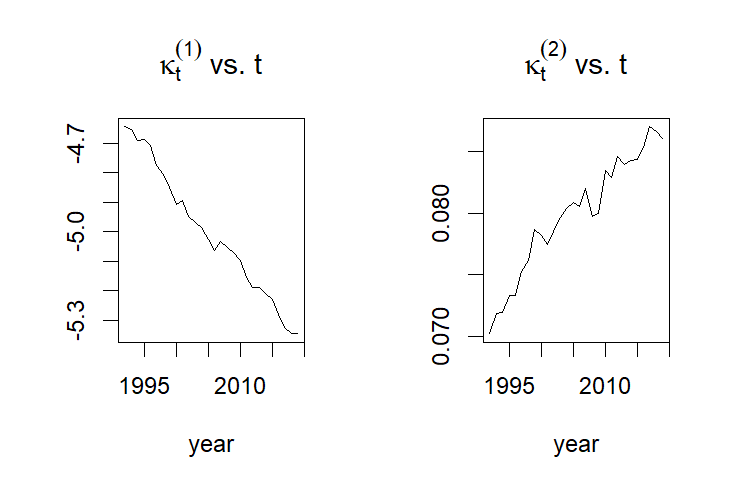 κt(1) vs. t
-4.7
-5.0
-5.3
1995 2010
year
κt(2) vs. t
0.080
0.070
1995 2010
year